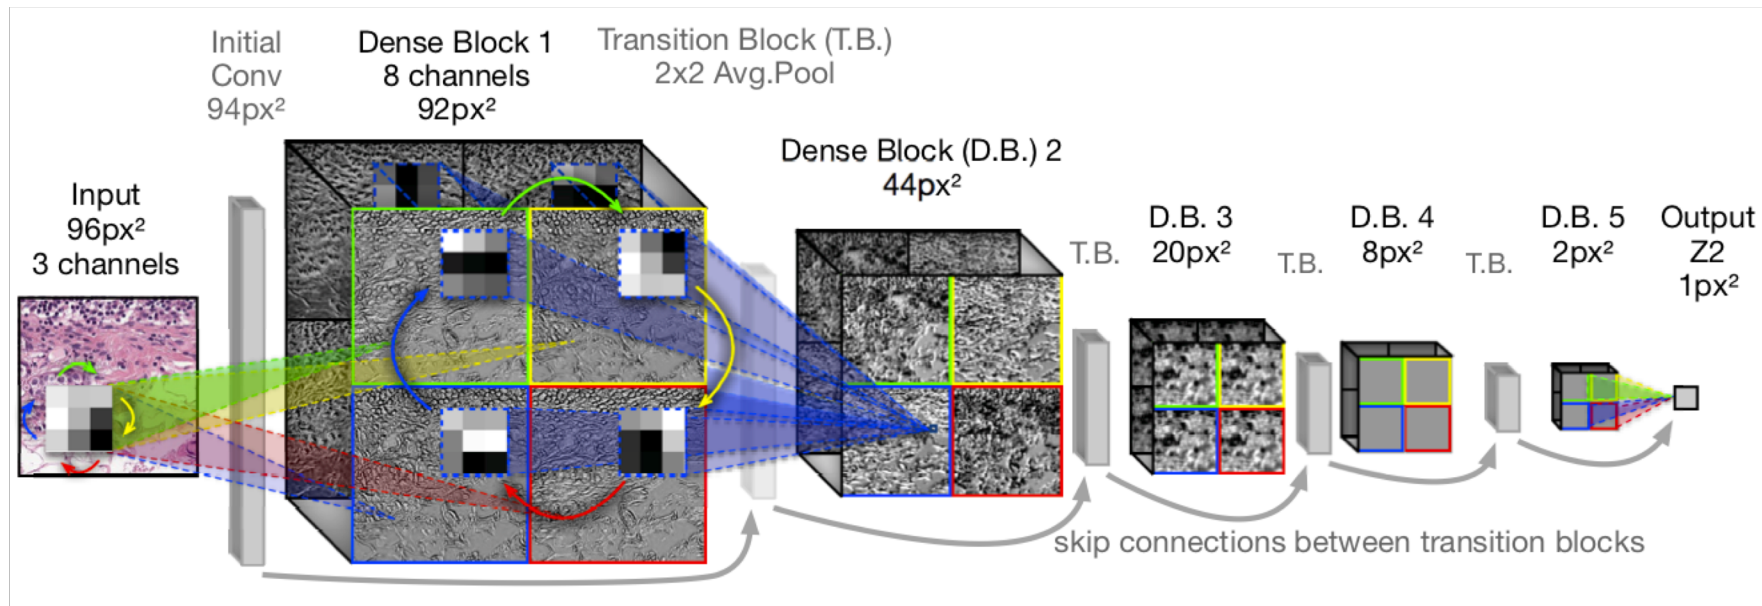 Initial
Conv
94px²
Dense Block 1
8 channels
92px²
Transition Block (T.B.)
2x2 Avg.Pool
Input
96px²
3 channels
Dense Block (D.B.) 2
44px²
T.B.
D.B. 3
20px²
T.B.
D.B. 4
8px²
T.B.
D.B. 5
2px²
Output
Z2
1px²
skip connections between transition blocks